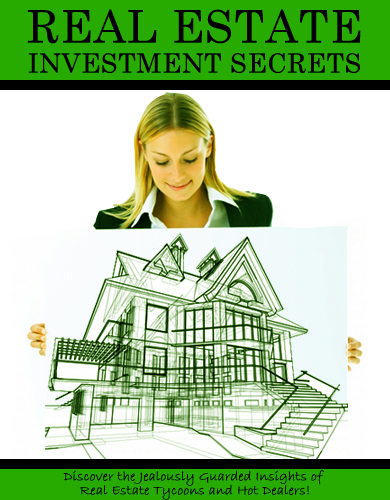 REAL ESTATE
INVESTMENT SECRETS
Discover the Jealously Guarded Insights of
Real Estate Tycoons and Hot Dealers!